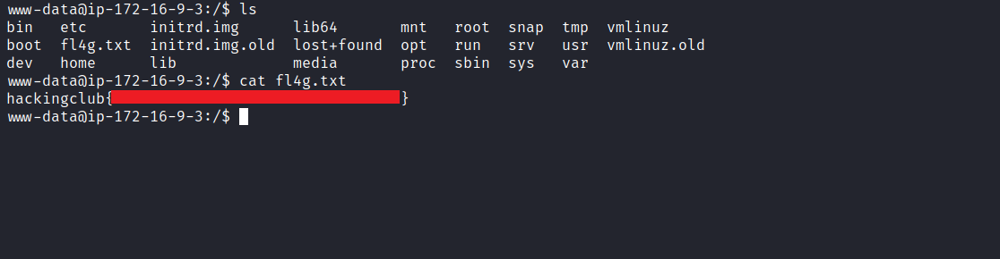 www-data@ip-172-16-9-3:/$ ls
bin etc initrd.img lib64 mnt root snap tmp vmlinuz
boot fl4g.txt initrd.img.old lost+found opt run srv usr vmlinuz.old
dev home lib media proc sbin sys var
www-data@ip-172-16-9-3:/$ cat fl4g.txt
hackingclub{ }
www-data@ip-172-16-9-3:/$